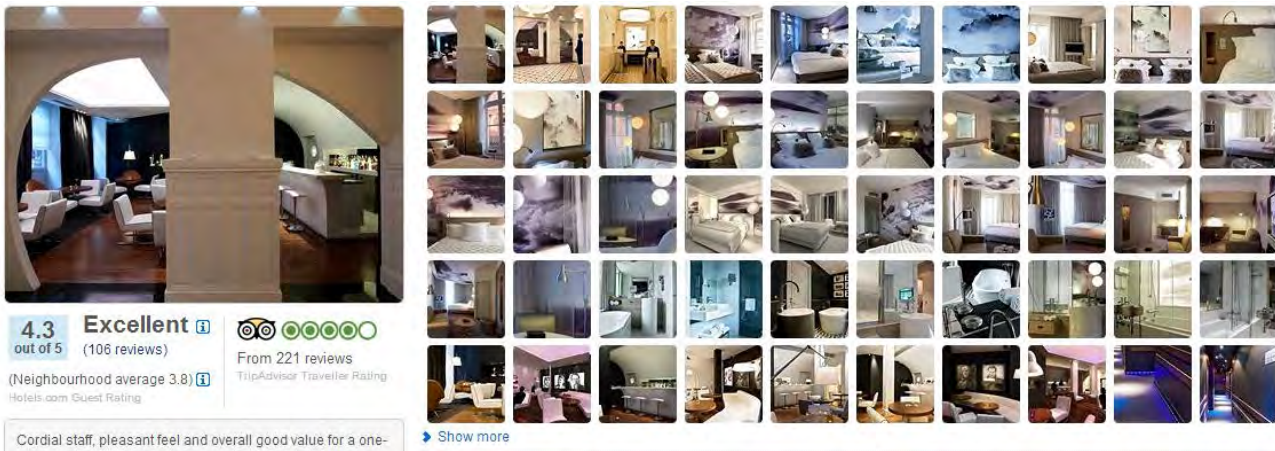 4.3
out of 5
Excellent
(106 reviews)
(Neighbourhood average 3.8)
Hotels.com Guest Rating
From 221 reviews
TripAdvisor Traveller Rating
Cordial staff, pleasant feel and overall good value for a one-
Show more